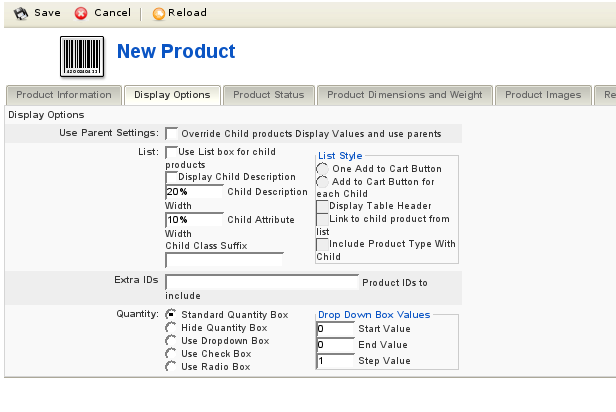 Save Cancel Reload
New Product
Product Information Display Options Product Status Product Dimensions and Weight Product Images Re
Display Options
Use Parent Settings: Override Child products Display Values and use parents
List: Use List box for child
products
Display Child Description
20% Child Description
Width
10% Child Attribute
Width
Child Class Suffix
List Style
One Add to Cart Button
Add to Cart Button for
each Child
Display Table Header
Link to child product from
list
Include Product Type With
Child
Extra IDs Product IDs to
include
Quantity: Standard Quantity Box
Hide Quantity Box
Use Dropdown Box
Use Check Box
Use Radio Box
Drop Down Box Values
0 Start Value
0 End Value
1 Step Value